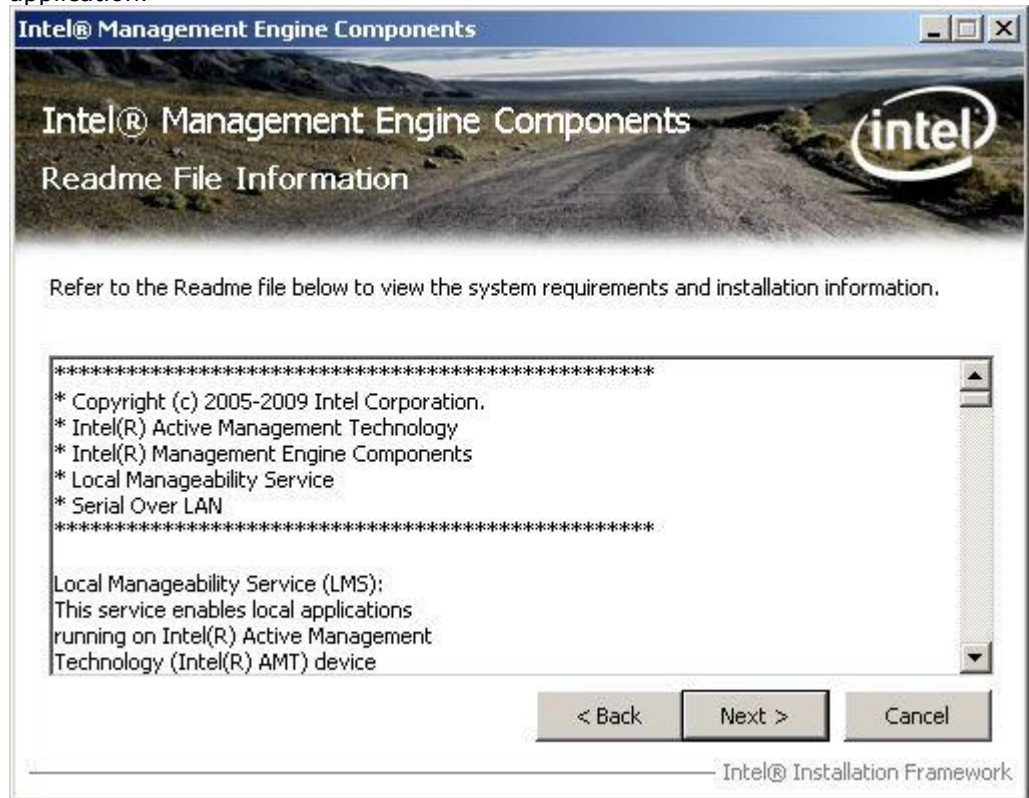 application.
Intel® Management Engine Components
Intel® Management Engine Components
intel
Readme File Information
Refer to the Readme file below to view the system requirements and installation information.
**************************************************
* Copyright (c) 2005-2009 Intel Corporation.
* Intel(R) Active Management Technology
* Intel(R) Management Engine Components
* Local Manageability Service
* Serial Over LAN
**************************************************
Local Manageability Service (LMS):
This service enables local applications
running on Intel(R) Active Management
Technology (Intel(R) AMT) device
< Back Next > Cancel
Intel® Installation Framework